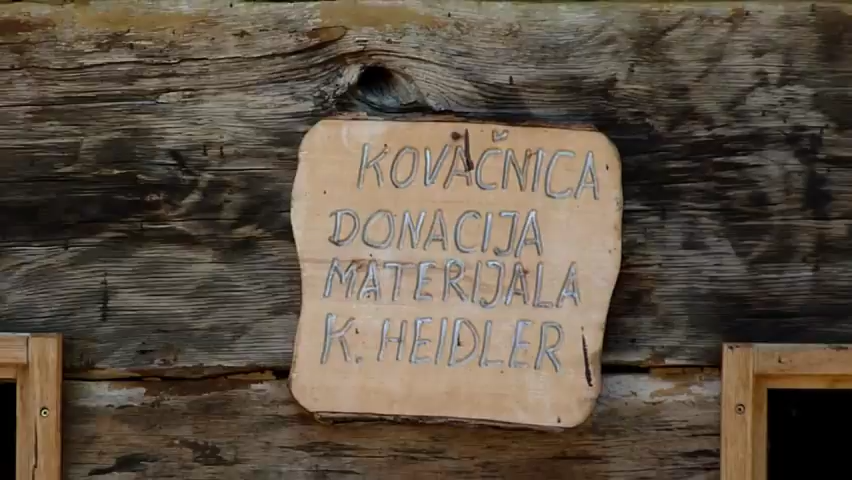 KOVAČNICA
DONACIJA
MATERIJALA
K. HEIDLER